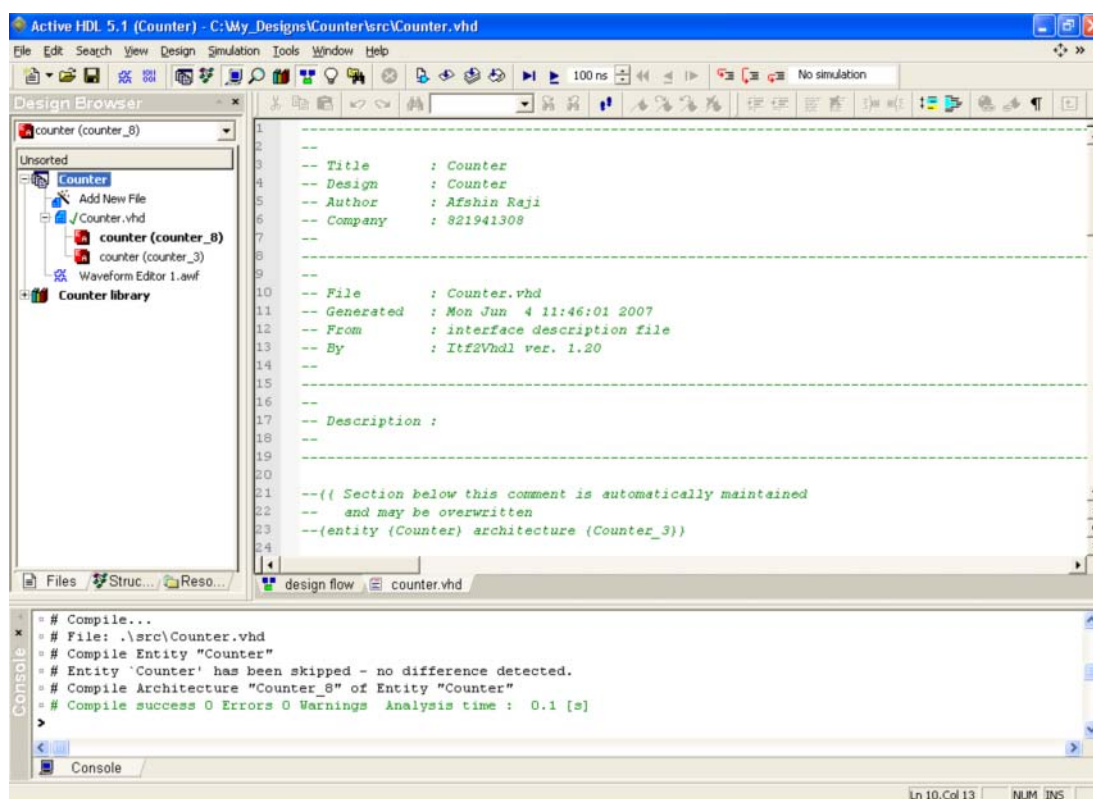 Active HDL 5.1 (Counter) - C:\My_Designs\Counter\src\Counter.vhd
File Edit Search View Design Simulation Tools Window Help
100 ns No simulation
Design Browser
counter (counter_8)
Unsorted
Counter
Add New File
Counter.vhd
counter (counter_8)
counter (counter_3)
Waveform Editor 1.awf
Counter library
Files Struc... Reso...
1 --------------------------------------------------------------------------------
2 --
3 -- Title : Counter
4 -- Design : Counter
5 -- Author : Afshin Raji
6 -- Company : 821941308
7 --
8 --------------------------------------------------------------------------------
9 --
10 -- File : Counter.vhd
11 -- Generated : Mon Jun 4 11:46:01 2007
12 -- From : interface description file
13 -- By : Itf2Vhdl ver. 1.20
14 --
15 --------------------------------------------------------------------------------
16 --
17 -- Description :
18 --
19 --------------------------------------------------------------------------------
20
21 --{{ Section below this comment is automatically maintained
22 -- and may be overwritten
23 --{entity {Counter} architecture {Counter_3}}
24
design flow counter.vhd
# Compile...
# File: .\src\Counter.vhd
# Compile Entity "Counter"
# Entity `Counter' has been skipped - no difference detected.
# Compile Architecture "Counter_8" of Entity "Counter"
# Compile success 0 Errors 0 Warnings Analysis time : 0.1 [s]
>
Console
Console
Ln 10,Col 13 NUM INS